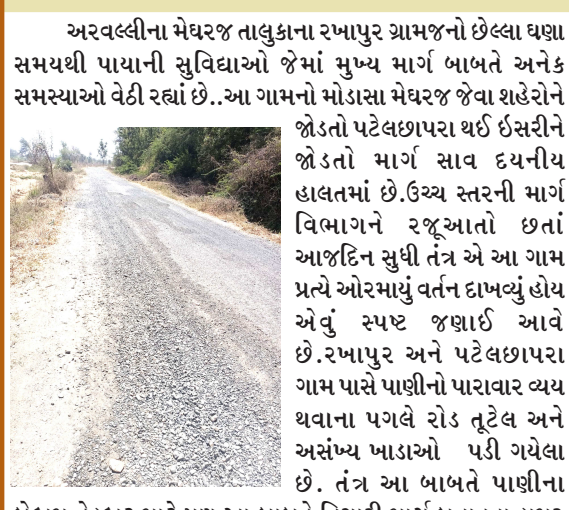 અરવલ્લીના મેઘરજ તાલુકાના રખાપુર ગ્રામજનો છેલ્લા ઘણા
સમયથી પાયાની સુવિધાઓ જેમાં મુખ્ય માર્ગ બાબતે અનેક
સમસ્યાઓ વેઠી રહ્યાં છે..આ ગામનો મોડાસા મેઘરજ જેવા શહેરોને
જોડતો પટેલછાપરા થઈ ઇસરીને
જોડતો માર્ગ સાવ દયનીય
હાલતમાં છે.ઉચ્ચ સ્તરની માર્ગ
વિભાગને રજૂઆતો છતાં
આજદિન સુધી તંત્ર એ આ ગામ
પ્રત્યે ઓરમાયું વર્તન દાખવ્યું હોય
એવું સ્પષ્ટ જણાઈ આવે
છે.રખાપુર અને પટેલછાપરા
ગામ પાસે પાણીનો પારાવાર વ્યય
થવાના પગલે રોડ તૂટેલ અને
અસંખ્ય ખાડાઓ પડી ગયેલા
છે. તંત્ર આ બાબતે પાણીના